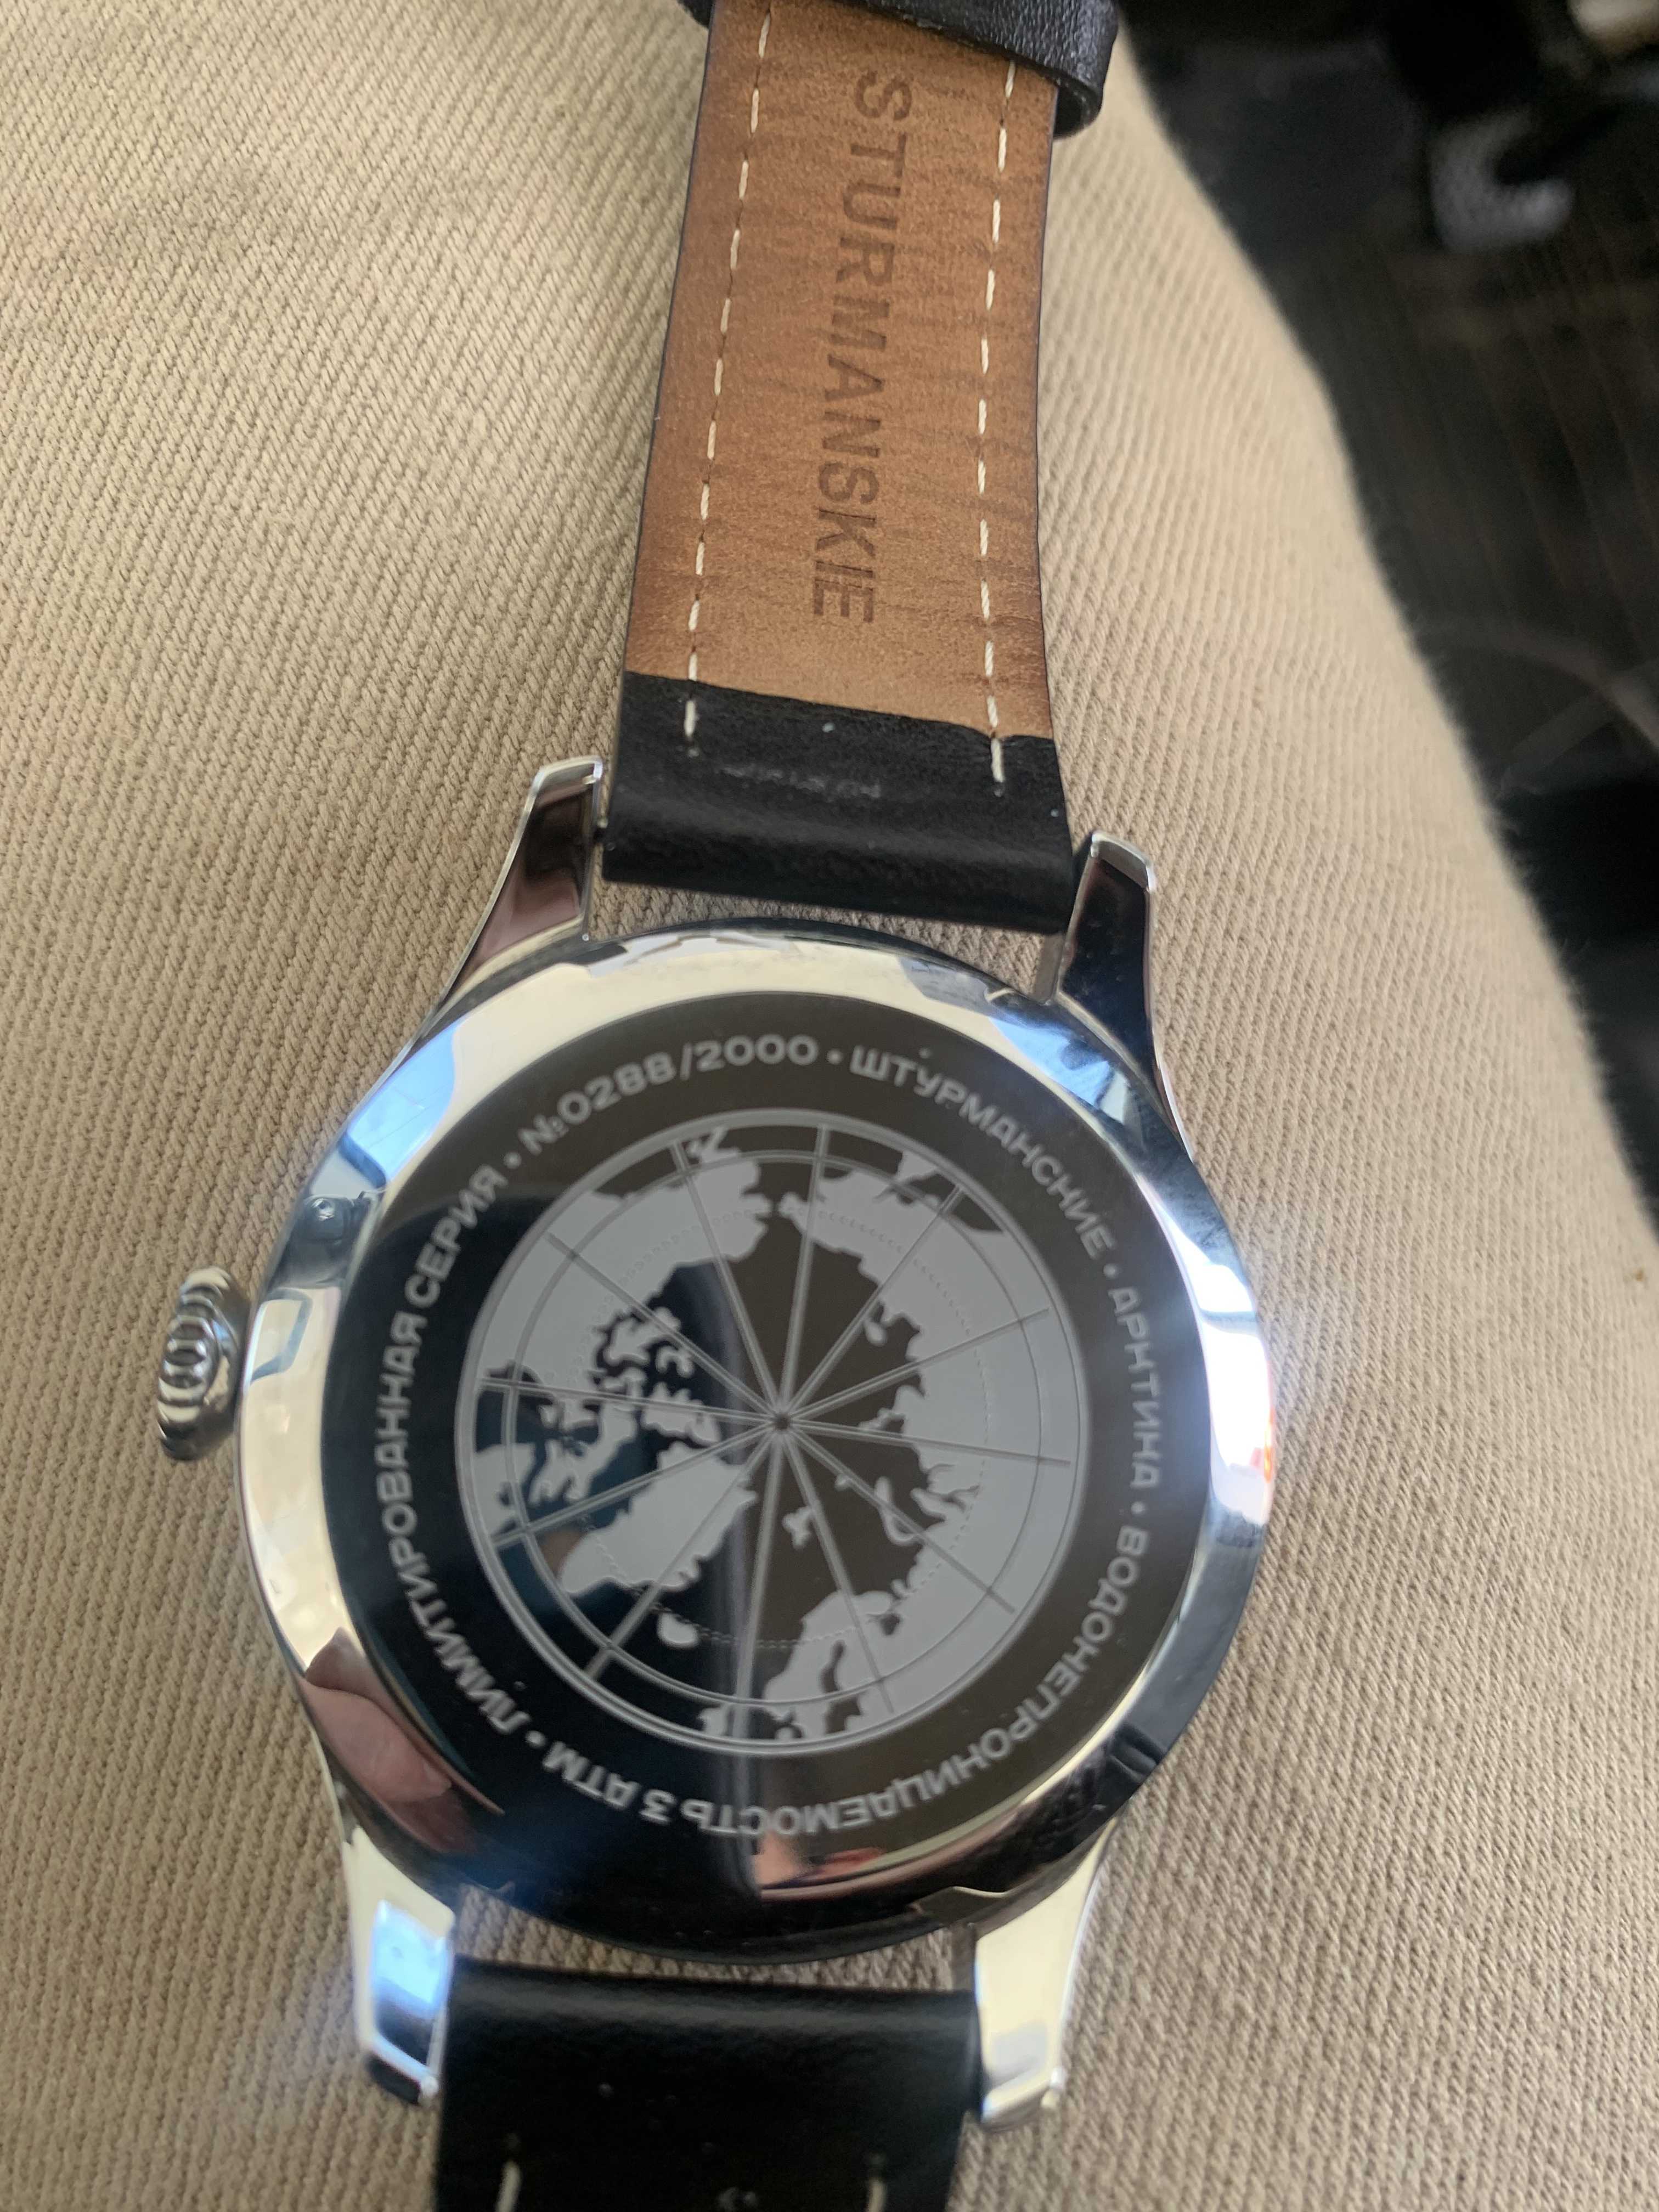 STURMANSKIE
№0288/2000 • ШТУРМАНСКИЕ • АРКТИКА • ВОДОНЕПРОНИЦАЕМОСТЬ 3 АТМ • ЛИМИТИРОВАННАЯ СЕРИЯ •